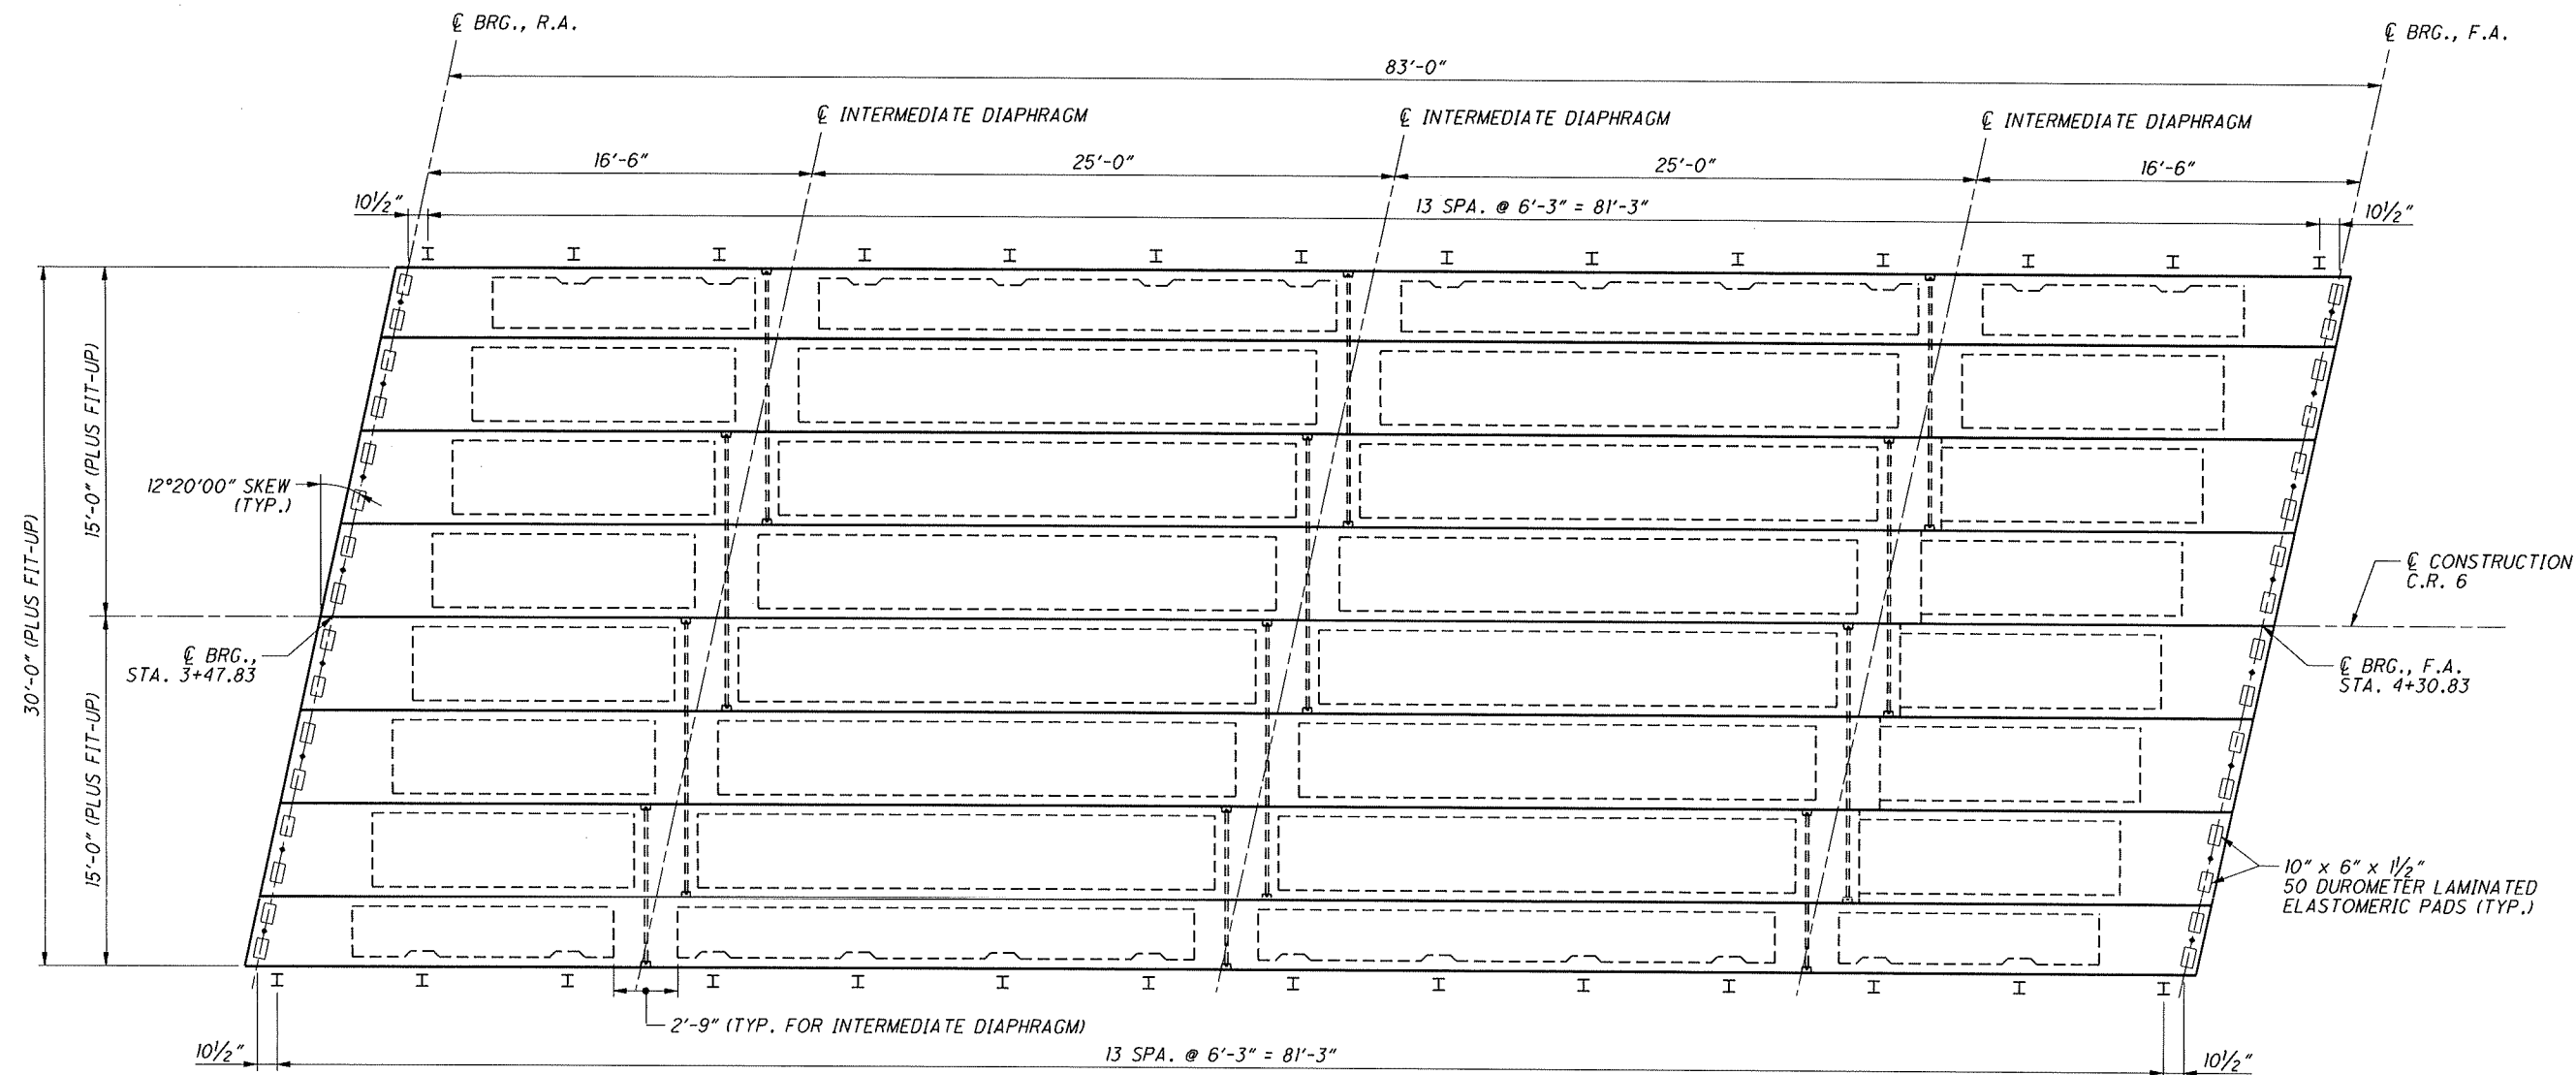 ℄ BRG., R.A.
℄ BRG., F.A.
83'-0"
℄ INTERMEDIATE DIAPHRAGM
℄ INTERMEDIATE DIAPHRAGM
℄ INTERMEDIATE DIAPHRAGM
16'-6"
25'-0"
25'-0"
16'-6"
10½"
13 SPA. @ 6'-3" = 81'-3"
10½"
30'-0" (PLUS FIT-UP)
15'-0" (PLUS FIT-UP)
12°20'00" SKEW
(TYP.)
℄ CONSTRUCTION
C.R. 6
℄ BRG.,
STA. 3+47.83
℄ BRG., F.A.
STA. 4+30.83
15'-0" (PLUS FIT-UP)
10" x 6" x 1½"
50 DUROMETER LAMINATED
ELASTOMERIC PADS (TYP.)
2'-9" (TYP. FOR INTERMEDIATE DIAPHRAGM)
10½"
13 SPA. @ 6'-3" = 81'-3"
10½"